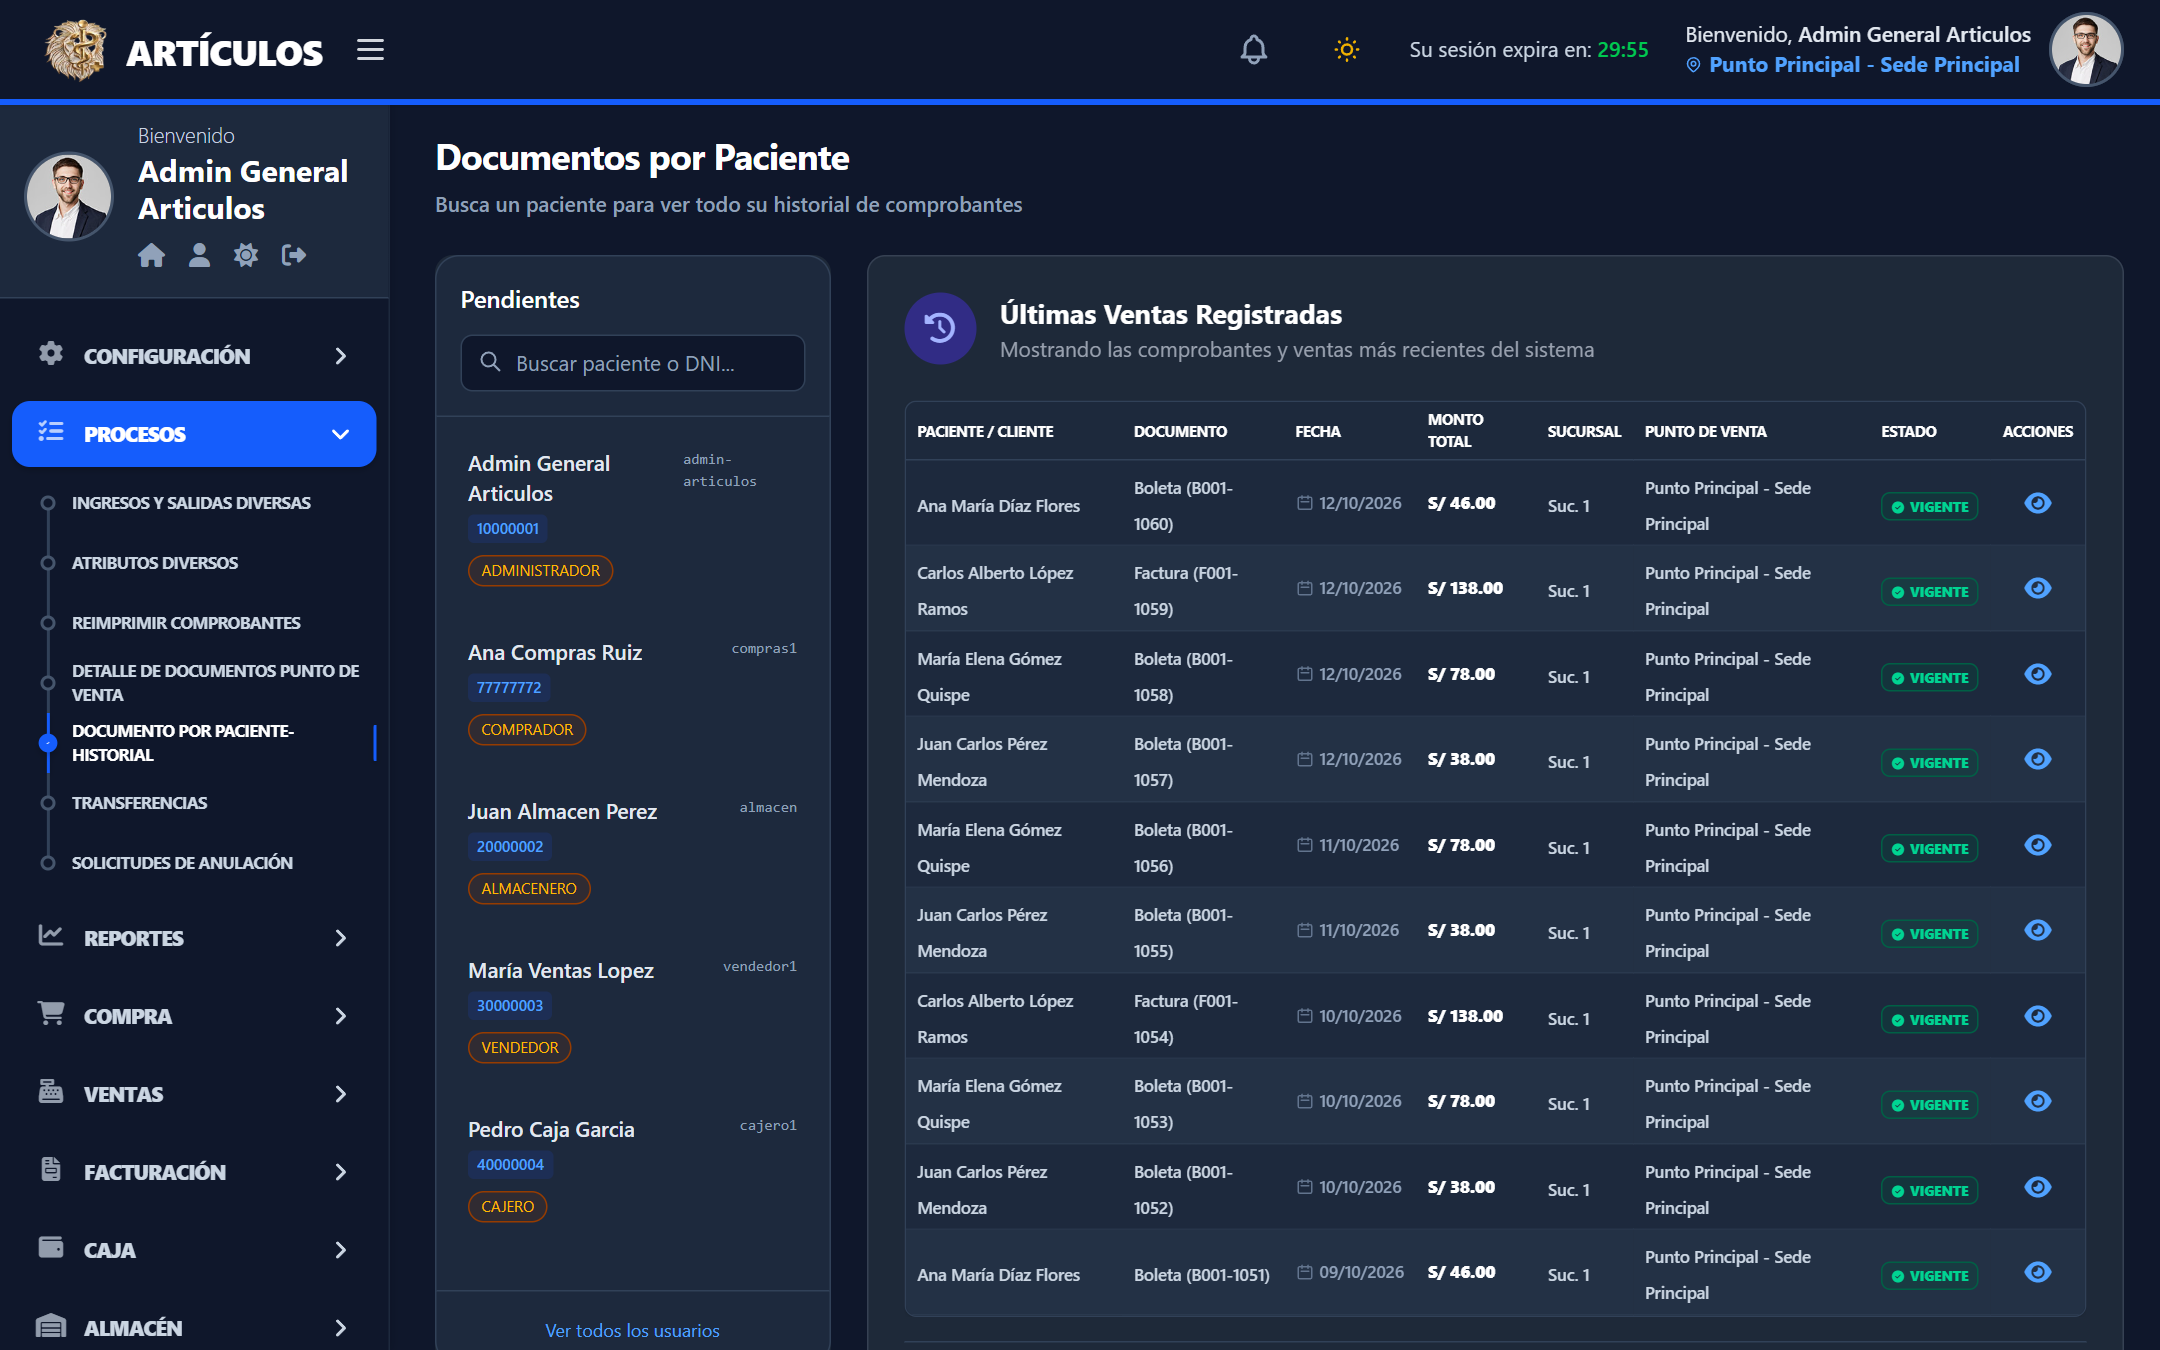 ARTÍCULOS
Su sesión expira en: 29:55
Bienvenido, Admin General Articulos
Punto Principal - Sede Principal
Bienvenido
Admin General
Articulos
CONFIGURACIÓN
PROCESOS
INGRESOS Y SALIDAS DIVERSAS
ATRIBUTOS DIVERSOS
REIMPRIMIR COMPROBANTES
DETALLE DE DOCUMENTOS PUNTO DE
VENTA
DOCUMENTO POR PACIENTE-
HISTORIAL
TRANSFERENCIAS
SOLICITUDES DE ANULACIÓN
REPORTES
COMPRA
VENTAS
FACTURACIÓN
CAJA
ALMACÉN
Documentos por Paciente
Busca un paciente para ver todo su historial de comprobantes
Pendientes
Buscar paciente o DNI...
Admin General
Articulos
admin-
articulos
10000001
ADMINISTRADOR
Ana Compras Ruiz
compras1
77777772
COMPRADOR
Juan Almacen Perez
almacen
20000002
ALMACENERO
María Ventas Lopez
vendedor1
30000003
VENDEDOR
Pedro Caja Garcia
cajero1
40000004
CAJERO
Ver todos los usuarios
Últimas Ventas Registradas
Mostrando las comprobantes y ventas más recientes del sistema
PACIENTE / CLIENTE DOCUMENTO FECHA MONTO TOTAL SUCURSAL PUNTO DE VENTA ESTADO ACCIONES
Ana María Díaz Flores Boleta (B001-1060) 12/10/2026 S/ 46.00 Suc. 1 Punto Principal - Sede Principal VIGENTE
Carlos Alberto López Ramos Factura (F001-1059) 12/10/2026 S/ 138.00 Suc. 1 Punto Principal - Sede Principal VIGENTE
María Elena Gómez Quispe Boleta (B001-1058) 12/10/2026 S/ 78.00 Suc. 1 Punto Principal - Sede Principal VIGENTE
Juan Carlos Pérez Mendoza Boleta (B001-1057) 12/10/2026 S/ 38.00 Suc. 1 Punto Principal - Sede Principal VIGENTE
María Elena Gómez Quispe Boleta (B001-1056) 11/10/2026 S/ 78.00 Suc. 1 Punto Principal - Sede Principal VIGENTE
Juan Carlos Pérez Mendoza Boleta (B001-1055) 11/10/2026 S/ 38.00 Suc. 1 Punto Principal - Sede Principal VIGENTE
Carlos Alberto López Ramos Factura (F001-1054) 10/10/2026 S/ 138.00 Suc. 1 Punto Principal - Sede Principal VIGENTE
María Elena Gómez Quispe Boleta (B001-1053) 10/10/2026 S/ 78.00 Suc. 1 Punto Principal - Sede Principal VIGENTE
Juan Carlos Pérez Mendoza Boleta (B001-1052) 10/10/2026 S/ 38.00 Suc. 1 Punto Principal - Sede Principal VIGENTE
Ana María Díaz Flores Boleta (B001-1051) 09/10/2026 S/ 46.00 Suc. 1 Punto Principal - Sede Principal VIGENTE